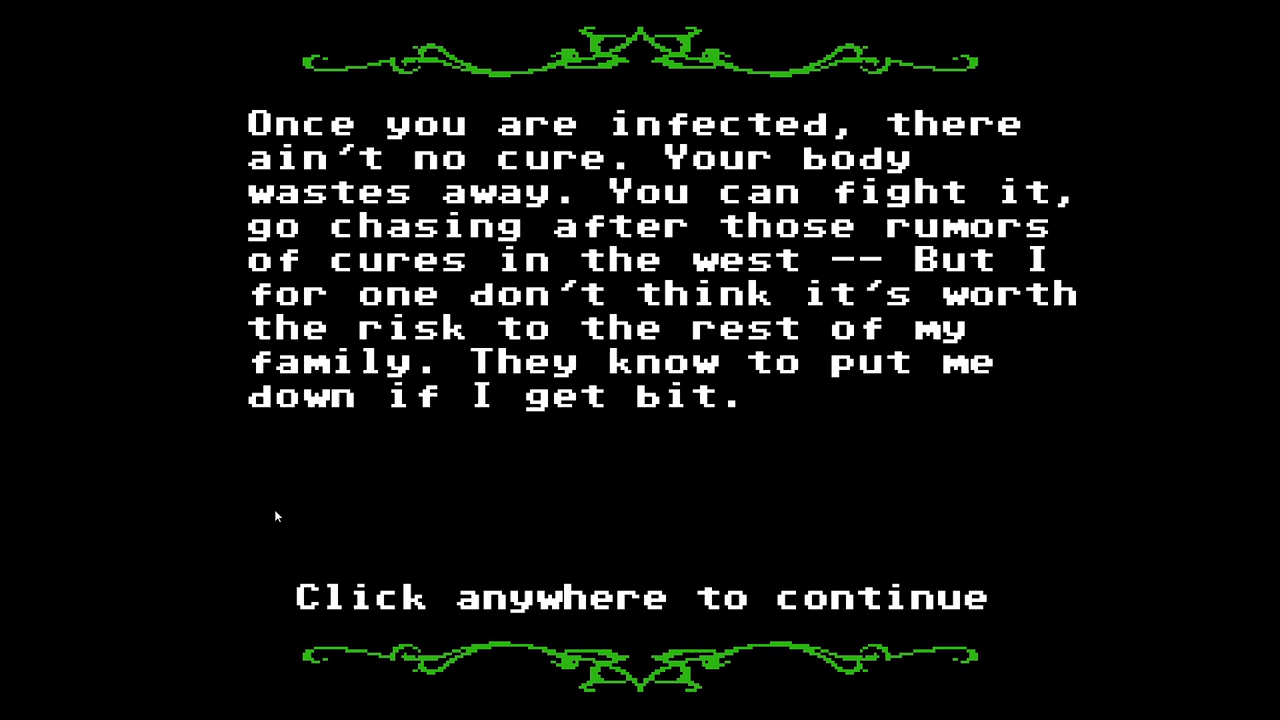 Once you are infected, there
ain't no cure. Your body
wastes away. You can fight it,
go chasing after those rumors
of cures in the west -- But I
for one don't think it's worth
the risk to the rest of my
family. They know to put me
down if I get bit.
Click anywhere to continue